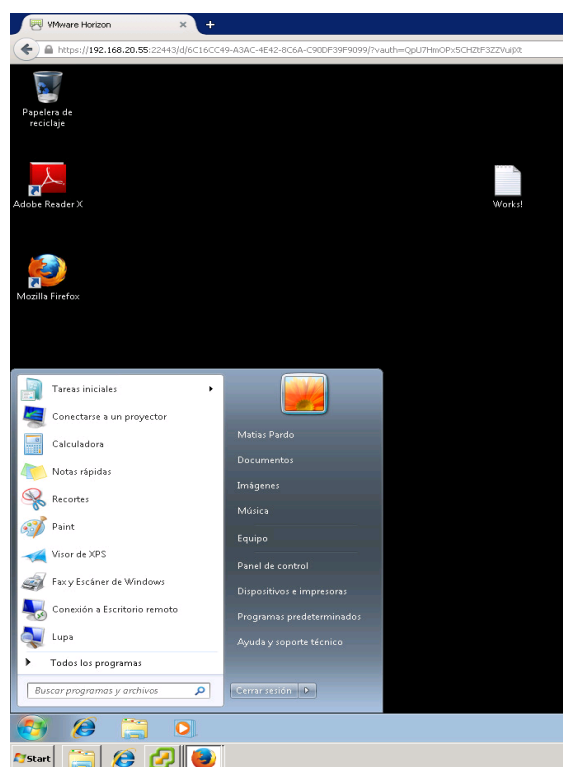 VMware Horizon
https://192.168.20.55:22443/d/6C16CC49-A3AC-4E42-8C6A-C90DF39F9099/?vauth=
Papelera de
reciclaje
Adobe Reader X
Works!
Mozilla Firefox
Tareas iniciales
Conectarse a un proyector
Calculadora
Notas rápidas
Recortes
Paint
Visor de XPS
Fax y Escáner de Windows
Conexión a Escritorio remoto
Lupa
Todos los programas
Buscar programas y archivos
Matias Pardo
Documentos
Imágenes
Música
Equipo
Panel de control
Dispositivos e impresoras
Programas predeterminados
Ayuda y soporte técnico
Cerrar sesión
Start